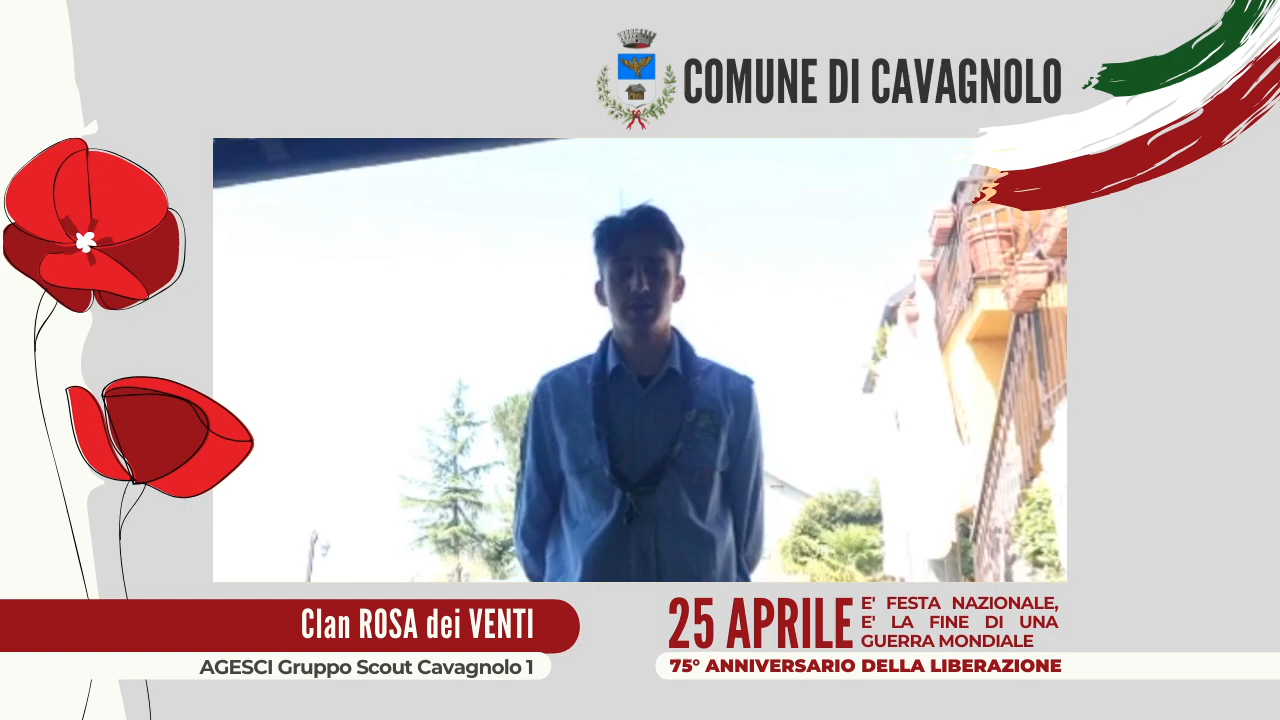 COMUNE DI CAVAGNOLO
Clan ROSA dei VENTI
AGESCI Gruppo Scout Cavagnolo 1
25 APRILE
E' FESTA NAZIONALE,
E' LA FINE DI UNA
GUERRA MONDIALE
75° ANNIVERSARIO DELLA LIBERAZIONE